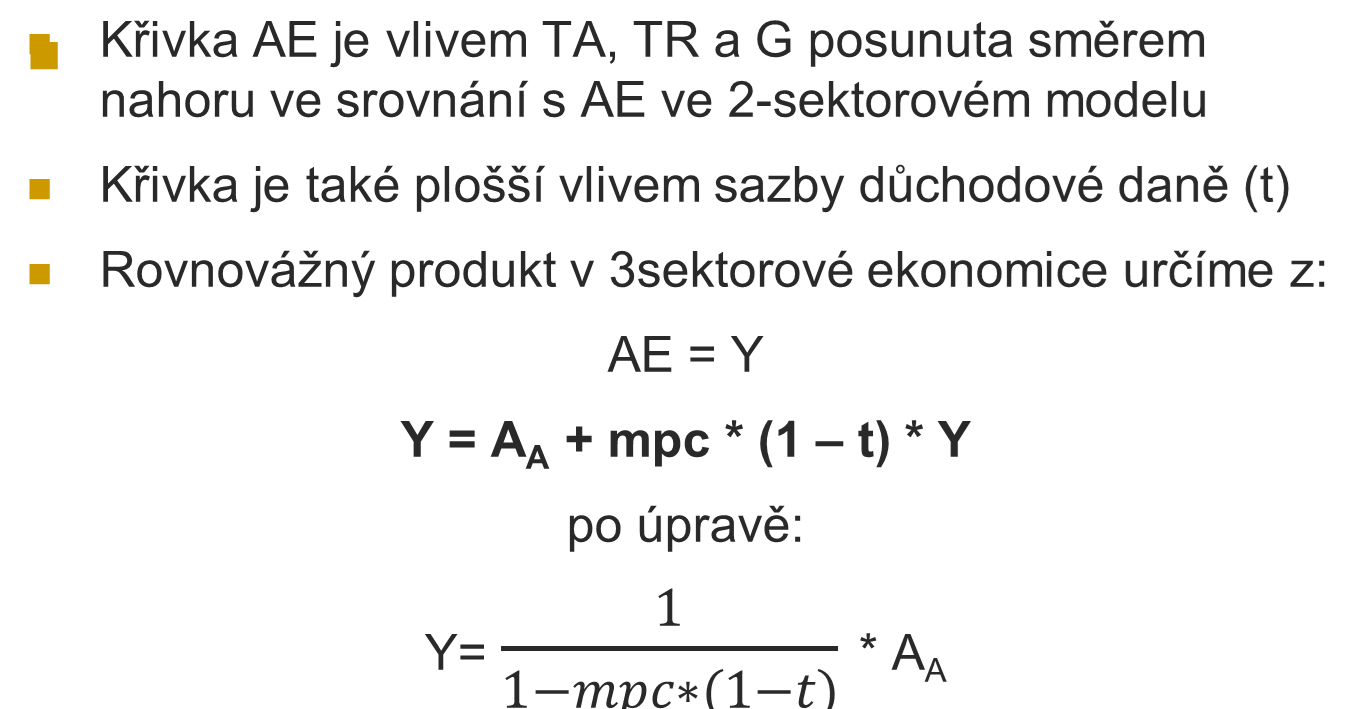 Křivka AE je vlivem TA, TR a G posunuta směrem
nahoru ve srovnání s AE ve 2-sektorovém modelu
Křivka je také plošší vlivem sazby důchodové daně (t)
Rovnovážný produkt v 3sektorové ekonomice určíme z:
AE = Y
Y = A_A + mpc * (1 – t) * Y
po úpravě:
Y= 1/(1−mpc∗(1−t)) * A_A